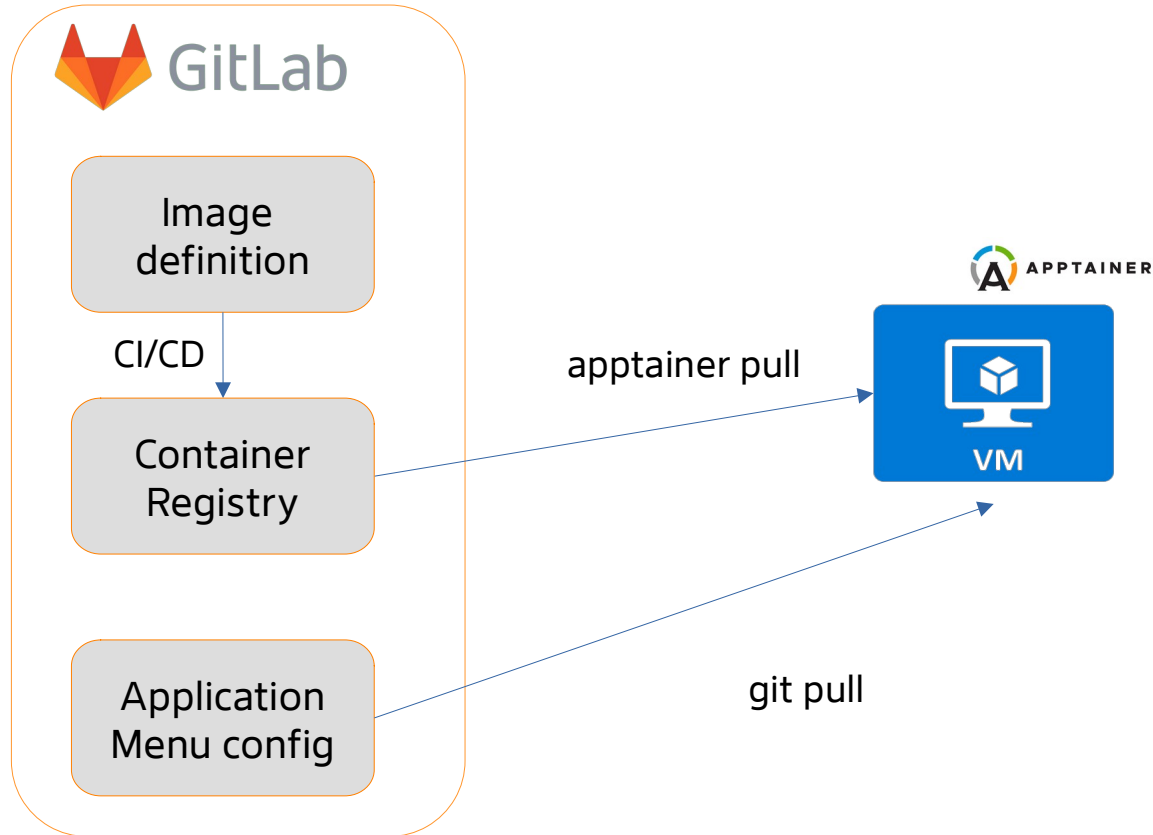 GitLab
Image
definition
CI/CD
Container
Registry
Application
Menu config
apptainer pull
git pull
APPTAINER
VM